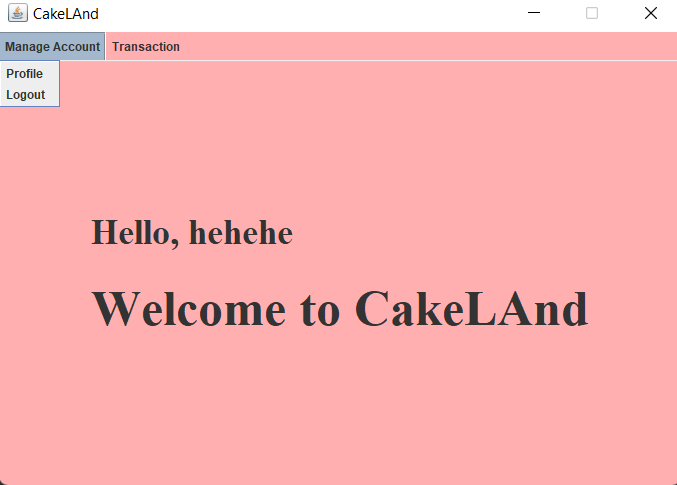 CakeLAnd
Manage Account Transaction
Profile
Logout
Hello, hehehe
Welcome to CakeLAnd